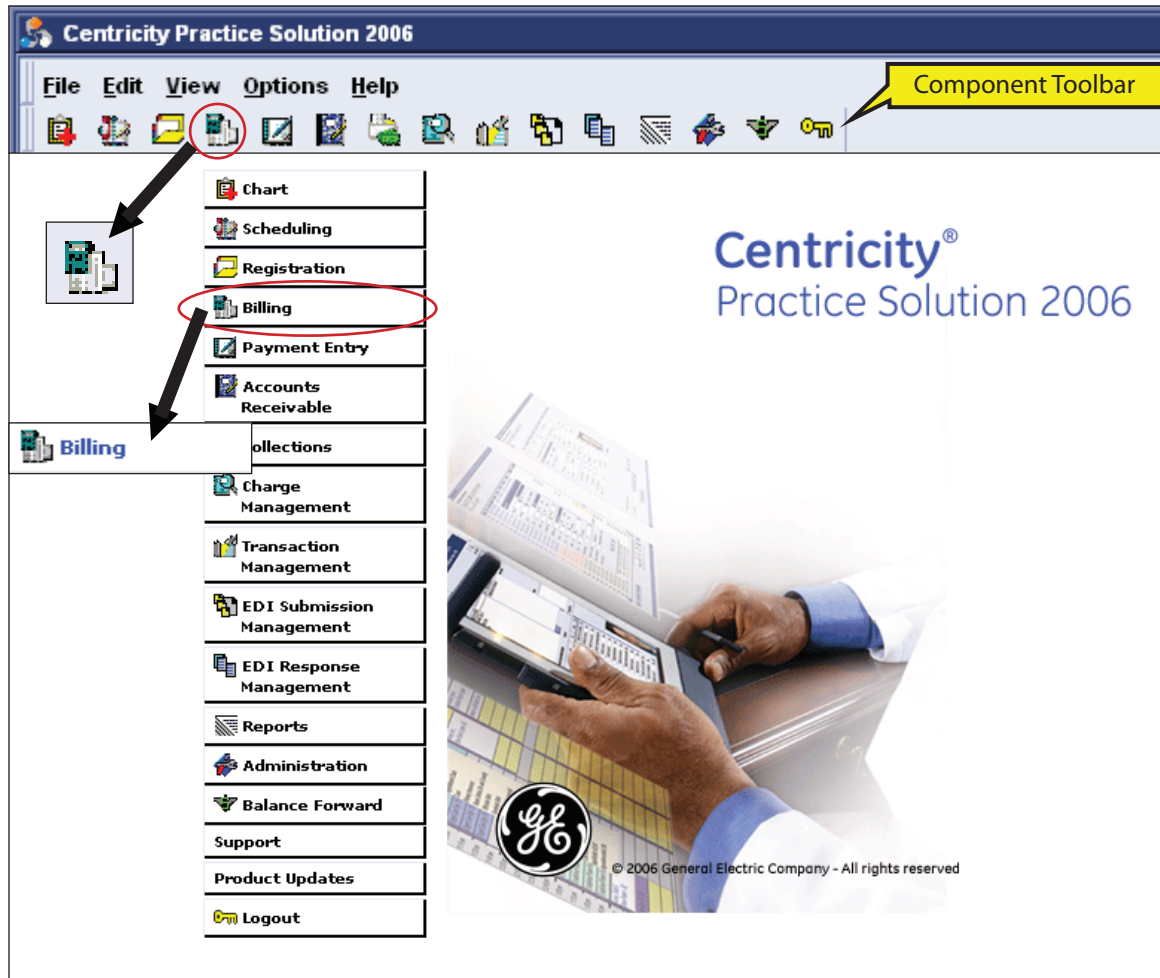 Centricity Practice Solution 2006
File Edit View Options Help
Component Toolbar
Chart
Scheduling
Registration
Billing
Payment Entry
Accounts
Receivable
Billing
ollections
Charge
Management
Transaction
Management
EDI Submission
Management
EDI Response
Management
Reports
Administration
Balance Forward
Support
Product Updates
Logout
Centricity®
Practice Solution 2006
GE
© 2006 General Electric Company - All rights reserved